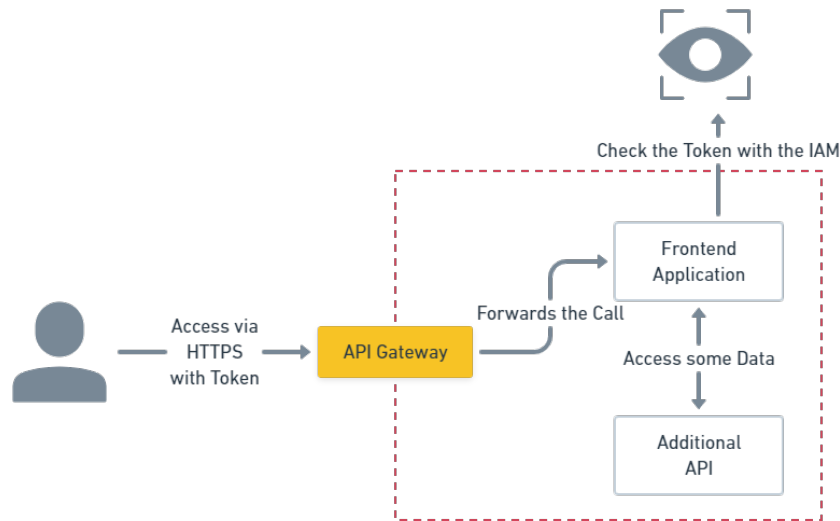 Check the Token with the IAM
Frontend
Application
Forwards the Call
Access via
HTTPS
with Token
API Gateway
Access some Data
Additional
API